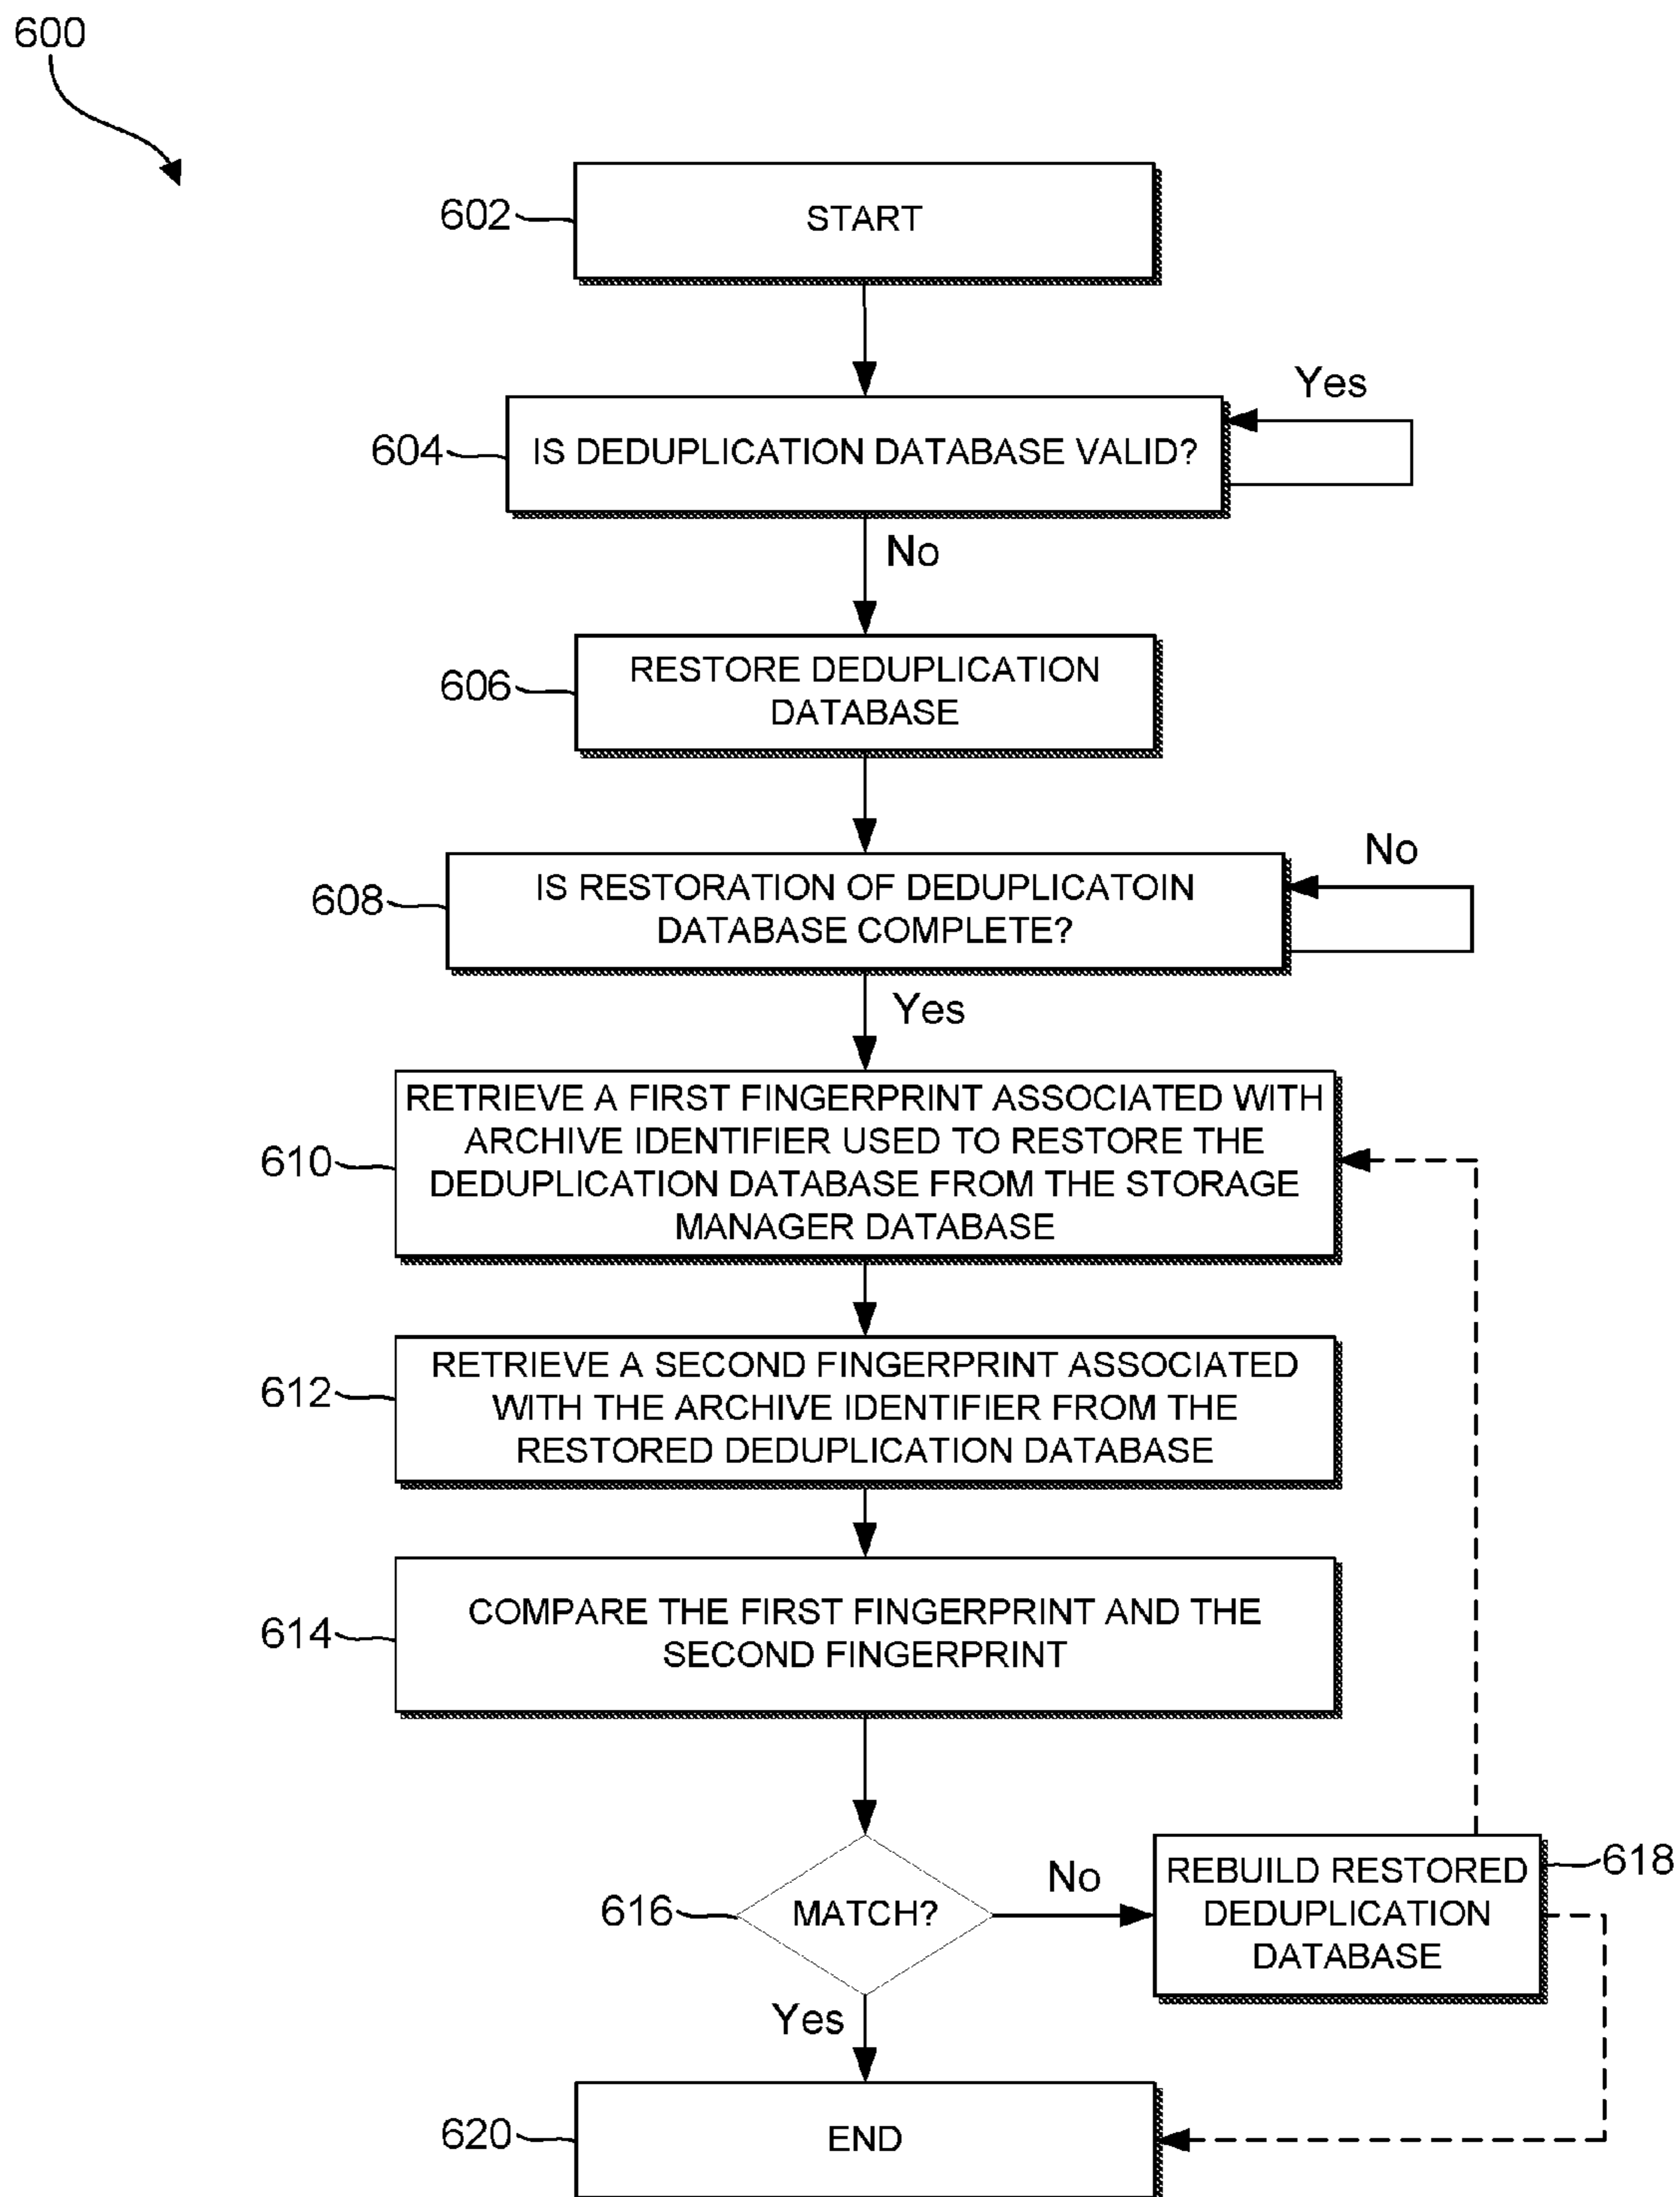 600
602
START
Yes
604
IS DEDUPLICATION DATABASE VALID?
No
606
RESTORE DEDUPLICATION
DATABASE
No
608
IS RESTORATION OF DEDUPLICATOIN
DATABASE COMPLETE?
Yes
610
RETRIEVE A FIRST FINGERPRINT ASSOCIATED WITH
ARCHIVE IDENTIFIER USED TO RESTORE THE
DEDUPLICATION DATABASE FROM THE STORAGE
MANAGER DATABASE
612
RETRIEVE A SECOND FINGERPRINT ASSOCIATED
WITH THE ARCHIVE IDENTIFIER FROM THE
RESTORED DEDUPLICATION DATABASE
614
COMPARE THE FIRST FINGERPRINT AND THE
SECOND FINGERPRINT
616
MATCH?
No
618
REBUILD RESTORED
DEDUPLICATION
DATABASE
Yes
620
END